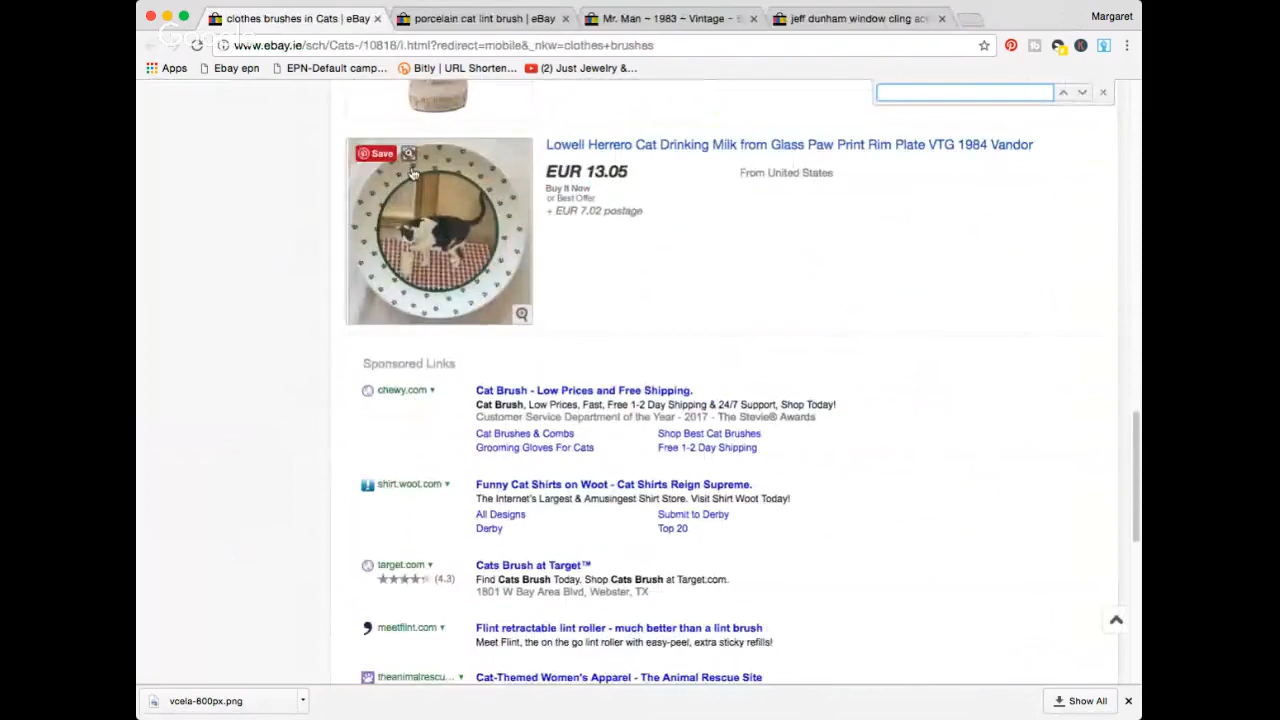 clothes brushes in Cats | eBay
porcelain cat lint brush | eBay
Mr. Man ~ 1983 ~ Vintage -
jeff dunham window cling
Margaret
Google
www.ebay.ie/sch/Cats-/10818/i.html?redirect=mobile&_nkw=clothes+brushes
Apps
Ebay epn
EPN-Default camp...
Bitly | URL Shorten...
(2) Just Jewelry &...
Save
Lowell Herrero Cat Drinking Milk from Glass Paw Print Rim Plate VTG 1984 Vandor
EUR 13.05
From United States
Buy It Now
or Best Offer
+ EUR 7.02 postage
Sponsored Links
chewy.com
Cat Brush - Low Prices and Free Shipping.
Cat Brush, Low Prices, Fast, Free 1-2 Day Shipping & 24/7 Support, Shop Today!
Customer Service Department of the Year - 2017 - The Stevie® Awards
Cat Brushes & Combs
Shop Best Cat Brushes
Grooming Gloves For Cats
Free 1-2 Day Shipping
shirt.woot.com
Funny Cat Shirts on Woot - Cat Shirts Reign Supreme.
The Internet's Largest & Amusingest Shirt Store. Visit Shirt Woot Today!
All Designs
Submit to Derby
Derby
Top 20
target.com
Cats Brush at Target™
(4.3)
Find Cats Brush Today. Shop Cats Brush at Target.com.
1801 W Bay Area Blvd, Webster, TX
meetflint.com
Flint retractable lint roller - much better than a lint brush
Meet Flint, the on the go lint roller with easy-peel, extra sticky refills!
theanimalrescu...
Cat-Themed Women's Apparel - The Animal Rescue Site
vcela-800px.png
Show All